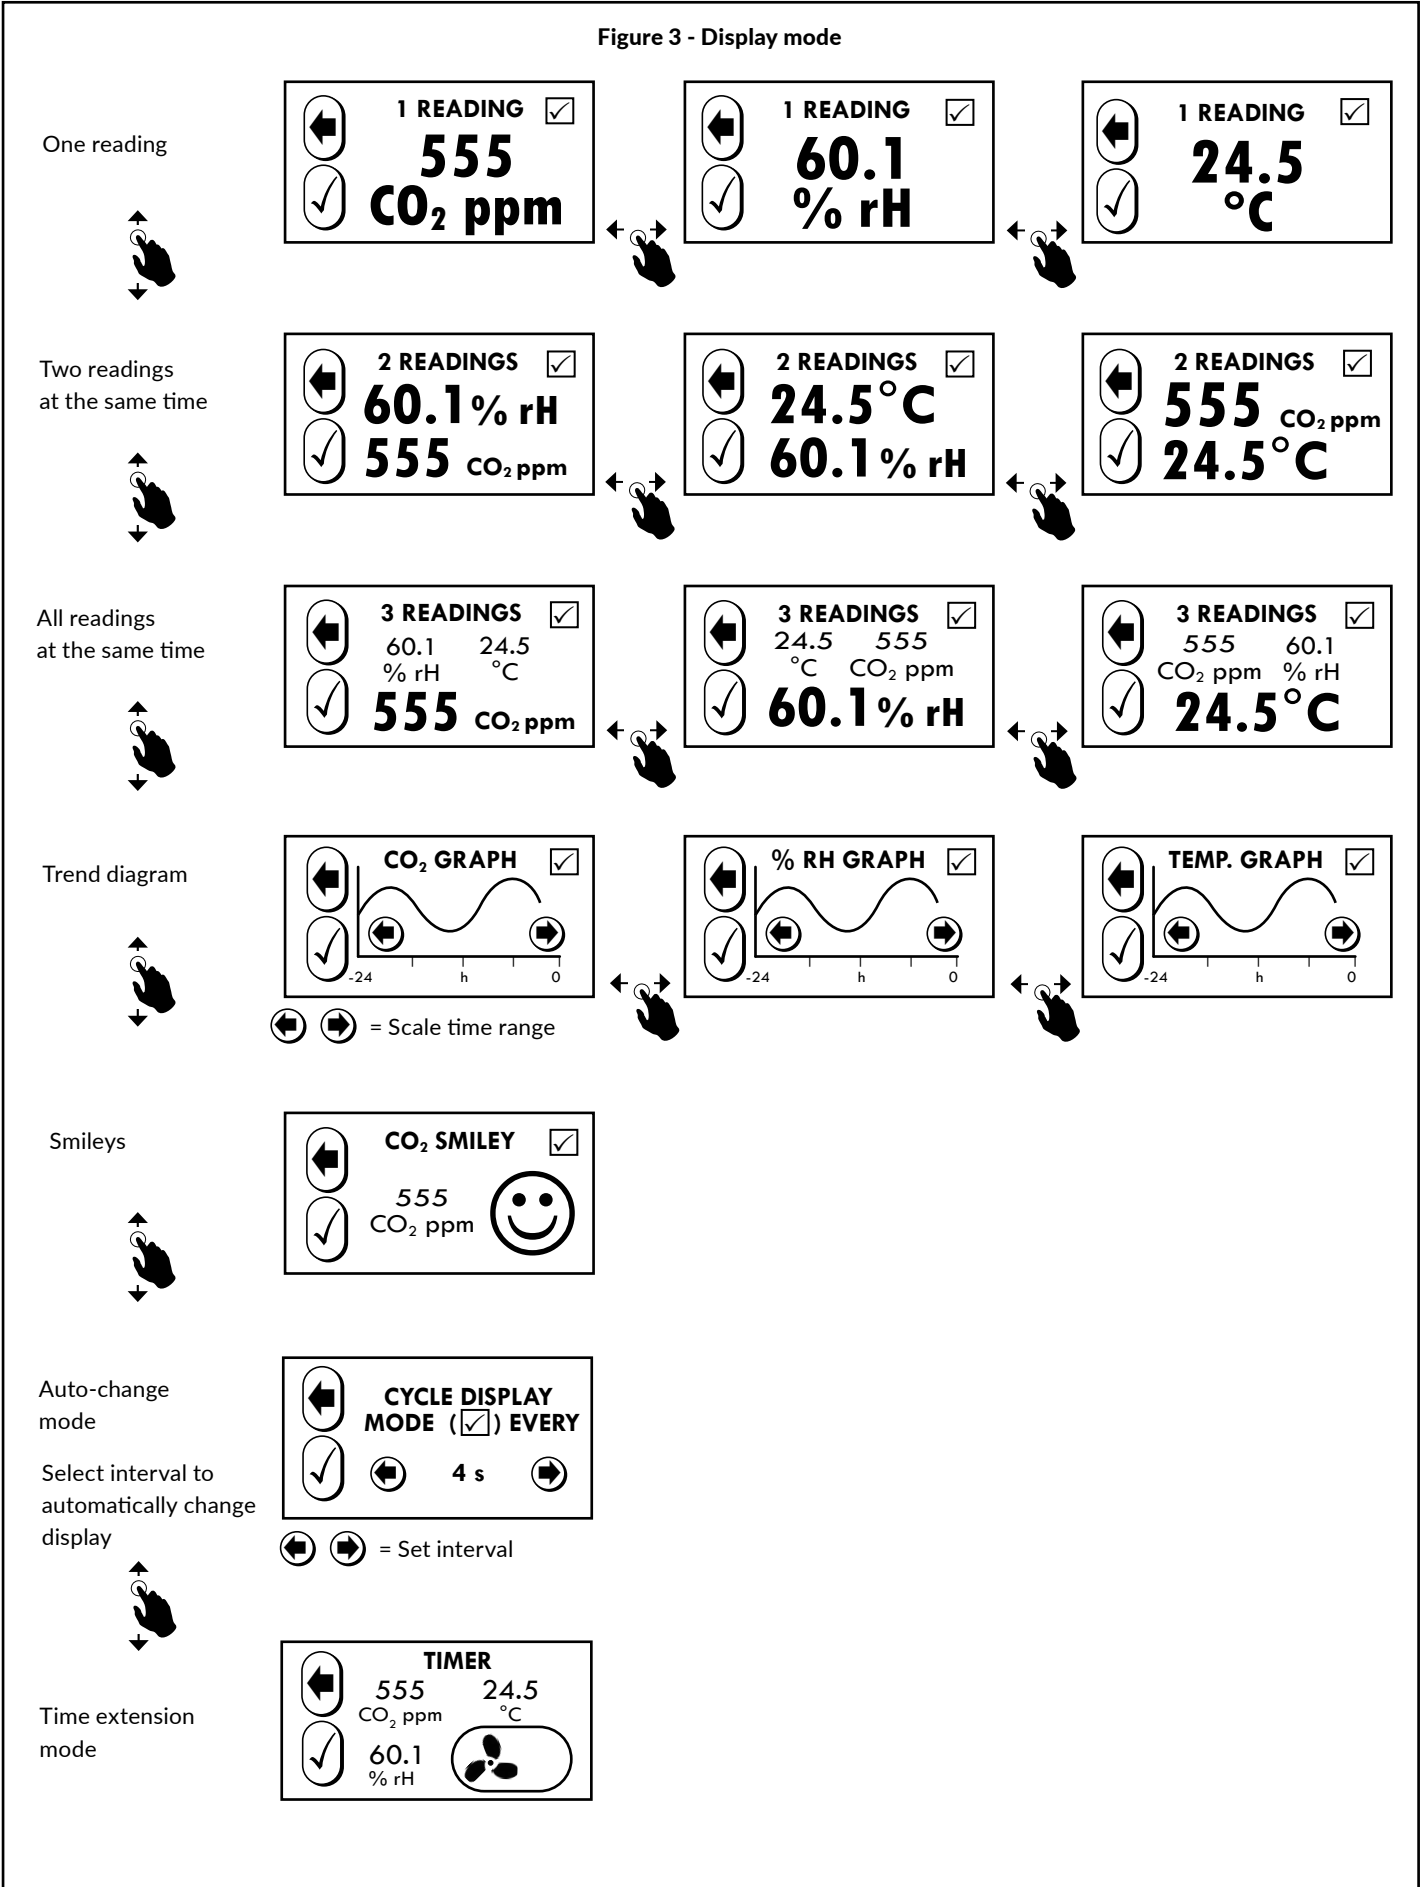 Figure 3 - Display mode
One reading
1 READING
555
CO₂ ppm
1 READING
60.1
% rH
1 READING
24.5
°C
Two readings
at the same time
2 READINGS
60.1% rH
555 CO₂ ppm
2 READINGS
24.5°C
60.1% rH
2 READINGS
555 CO₂ ppm
24.5°C
All readings
at the same time
3 READINGS
60.1 24.5
% rH °C
555 CO₂ ppm
3 READINGS
24.5 555
°C CO₂ ppm
60.1% rH
3 READINGS
555 60.1
CO₂ ppm % rH
24.5°C
Trend diagram
CO₂ GRAPH
-24 h 0
% RH GRAPH
-24 h 0
TEMP. GRAPH
-24 h 0
= Scale time range
Smileys
CO₂ SMILEY
555
CO₂ ppm
Auto-change
mode
Select interval to
automatically change
display
CYCLE DISPLAY
MODE (☑) EVERY
4 s
= Set interval
Time extension
mode
TIMER
555 24.5
CO₂ ppm °C
60.1
% rH